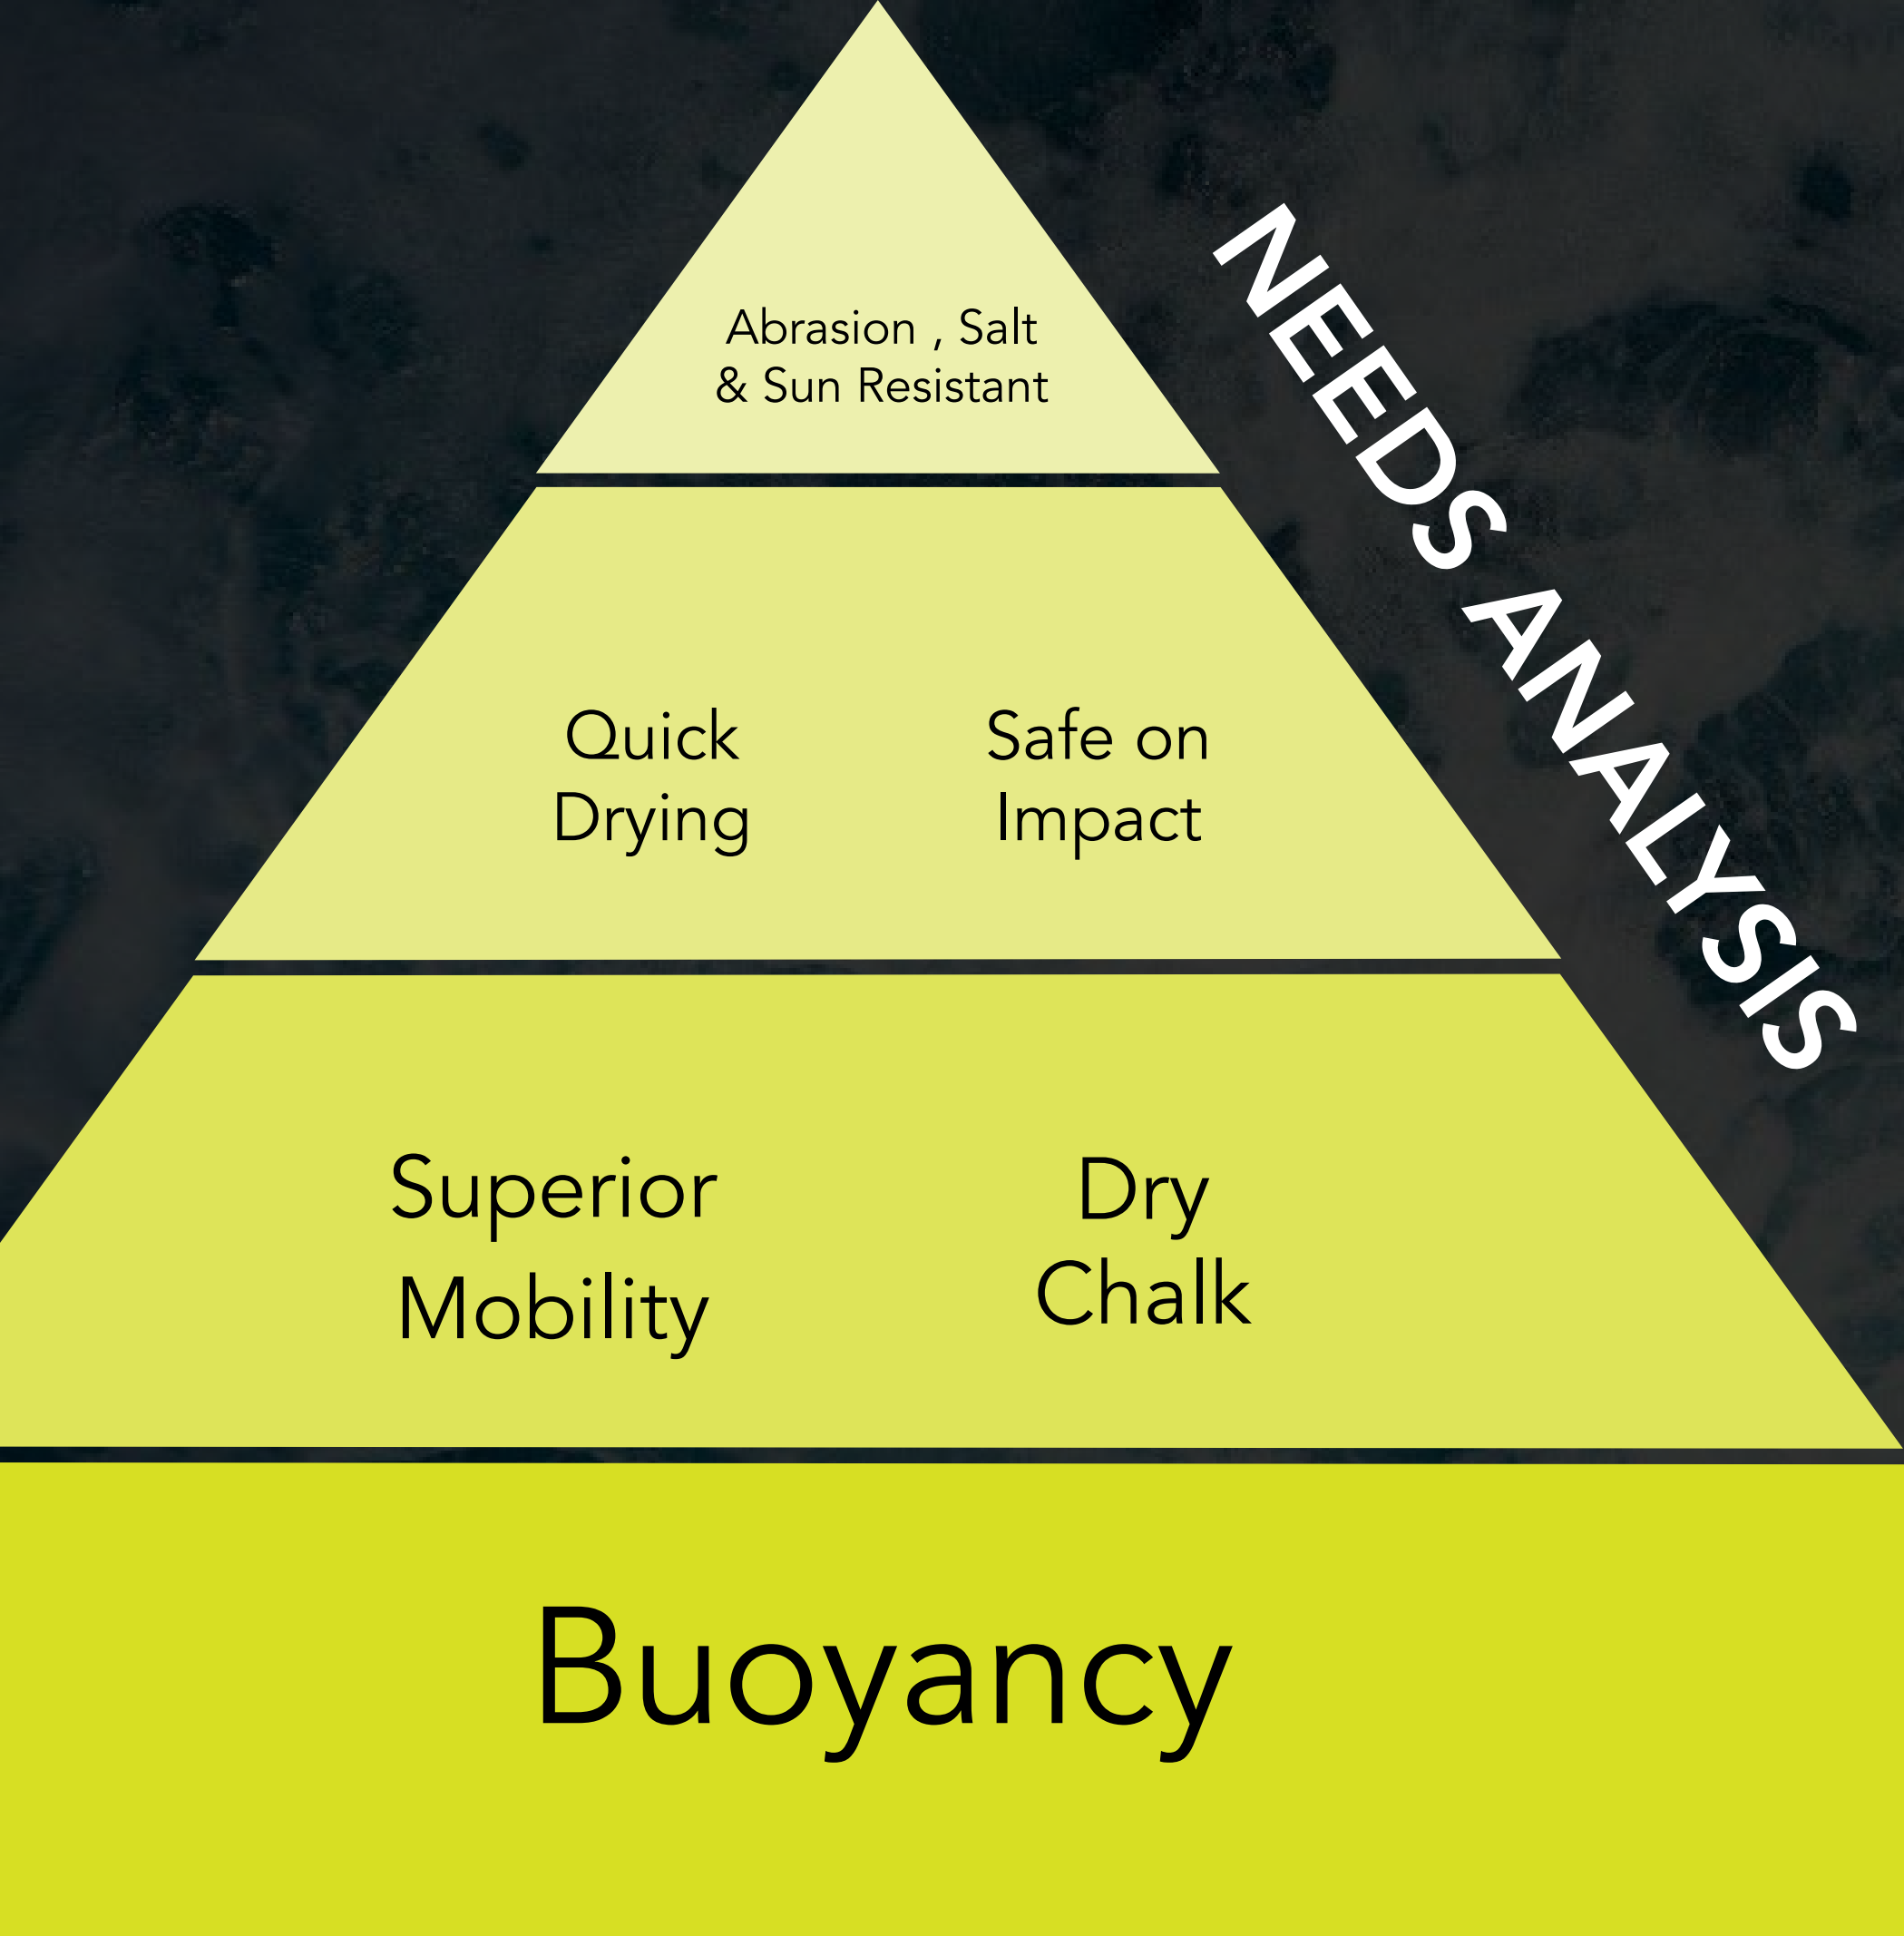 Abrasion , Salt
& Sun Resistant
NEEDS ANALYSIS
Quick
Drying
Safe on
Impact
Superior
Mobility
Dry
Chalk
Buoyancy